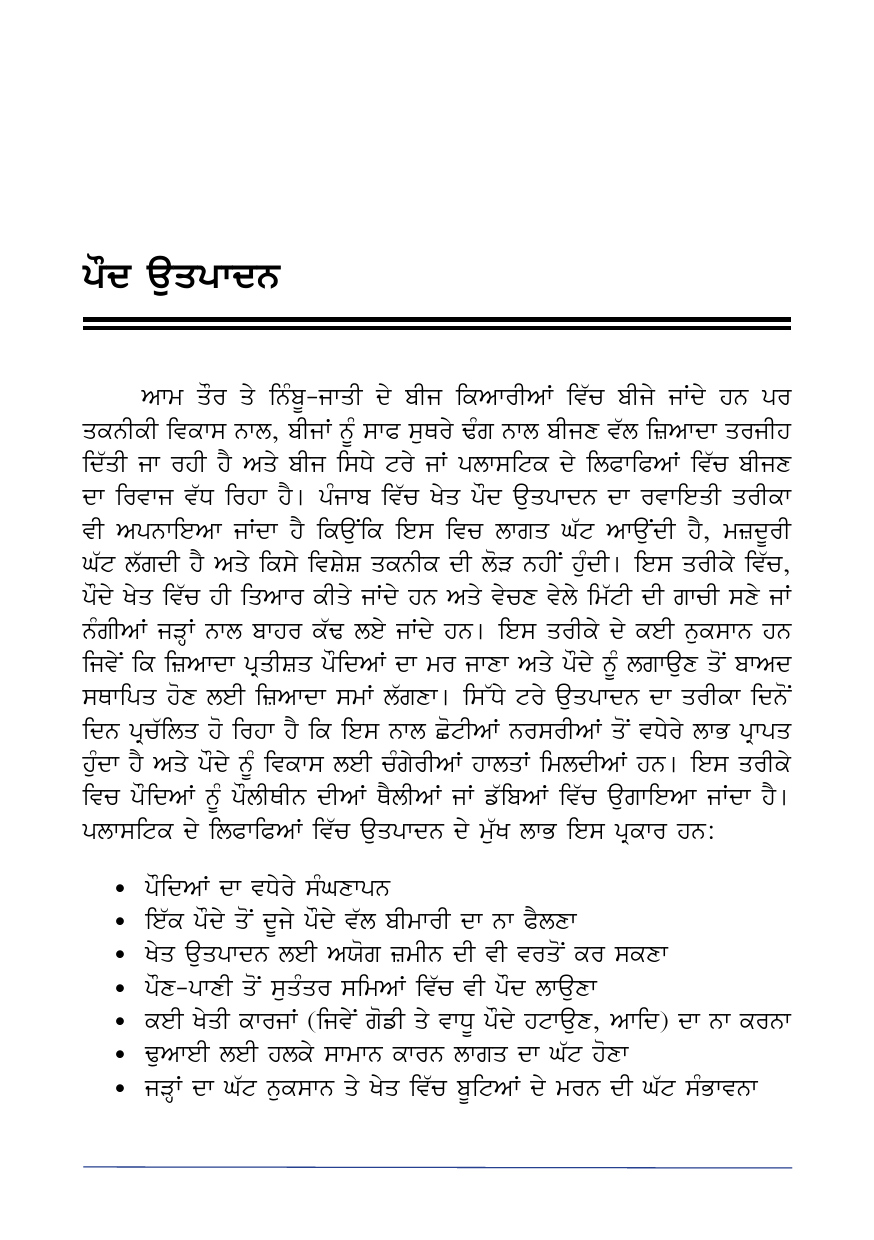 ਪੌਦ ਉਤਪਾਦਨ
ਆਮ ਤੌਰ ਤੇ ਨਿੰਬੂ-ਜਾਤੀ ਦੇ ਬੀਜ ਕਿਆਰੀਆਂ ਵਿੱਚ ਬੀਜੇ ਜਾਂਦੇ ਹਨ ਪਰ
ਤਕਨੀਕੀ ਵਿਕਾਸ ਨਾਲ, ਬੀਜਾਂ ਨੂੰ ਸਾਫ ਸੁਥਰੇ ਢੰਗ ਨਾਲ ਬੀਜਣ ਵੱਲ ਜ਼ਿਆਦਾ ਤਰਜੀਹ
ਦਿੱਤੀ ਜਾ ਰਹੀ ਹੈ ਅਤੇ ਬੀਜ ਸਿਧੇ ਟਰੇ ਜਾਂ ਪਲਾਸਟਿਕ ਦੇ ਲਿਫਾਫਿਆਂ ਵਿੱਚ ਬੀਜਣ
ਦਾ ਰਿਵਾਜ ਵੱਧ ਰਿਹਾ ਹੈ। ਪੰਜਾਬ ਵਿੱਚ ਖੇਤ ਪੌਦ ਉਤਪਾਦਨ ਦਾ ਰਵਾਇਤੀ ਤਰੀਕਾ
ਵੀ ਅਪਨਾਇਆ ਜਾਂਦਾ ਹੈ ਕਿਉਂਕਿ ਇਸ ਵਿਚ ਲਾਗਤ ਘੱਟ ਆਉਂਦੀ ਹੈ, ਮਜ਼ਦੂਰੀ
ਘੱਟ ਲੱਗਦੀ ਹੈ ਅਤੇ ਕਿਸੇ ਵਿਸ਼ੇਸ਼ ਤਕਨੀਕ ਦੀ ਲੋੜ ਨਹੀਂ ਹੁੰਦੀ। ਇਸ ਤਰੀਕੇ ਵਿੱਚ,
ਪੌਦੇ ਖੇਤ ਵਿੱਚ ਹੀ ਤਿਆਰ ਕੀਤੇ ਜਾਂਦੇ ਹਨ ਅਤੇ ਵੇਚਣ ਵੇਲੇ ਮਿੱਟੀ ਦੀ ਗਾਚੀ ਸਣੇ ਜਾਂ
ਨੰਗੀਆਂ ਜੜ੍ਹਾਂ ਨਾਲ ਬਾਹਰ ਕੱਢ ਲਏ ਜਾਂਦੇ ਹਨ। ਇਸ ਤਰੀਕੇ ਦੇ ਕਈ ਨੁਕਸਾਨ ਹਨ
ਜਿਵੇਂ ਕਿ ਜ਼ਿਆਦਾ ਪ੍ਰਤੀਸ਼ਤ ਪੌਦਿਆਂ ਦਾ ਮਰ ਜਾਣਾ ਅਤੇ ਪੌਦੇ ਨੂੰ ਲਗਾਉਣ ਤੋਂ ਬਾਅਦ
ਸਥਾਪਿਤ ਹੋਣ ਲਈ ਜ਼ਿਆਦਾ ਸਮਾਂ ਲੱਗਣਾ। ਸਿੱਧੇ ਟਰੇ ਉਤਪਾਦਨ ਦਾ ਤਰੀਕਾ ਦਿਨੋਂ
ਦਿਨ ਪ੍ਰਚੱਲਿਤ ਹੋ ਰਿਹਾ ਹੈ ਕਿ ਇਸ ਨਾਲ ਛੋਟੀਆਂ ਨਰਸਰੀਆਂ ਤੋਂ ਵਧੇਰੇ ਲਾਭ ਪ੍ਰਾਪਤ
ਹੁੰਦਾ ਹੈ ਅਤੇ ਪੌਦੇ ਨੂੰ ਵਿਕਾਸ ਲਈ ਚੰਗੇਰੀਆਂ ਹਾਲਤਾਂ ਮਿਲਦੀਆਂ ਹਨ। ਇਸ ਤਰੀਕੇ
ਵਿਚ ਪੌਦਿਆਂ ਨੂੰ ਪੌਲੀਥੀਨ ਦੀਆਂ ਥੈਲੀਆਂ ਜਾਂ ਡੱਬਿਆਂ ਵਿੱਚ ਉਗਾਇਆ ਜਾਂਦਾ ਹੈ।
ਪਲਾਸਟਿਕ ਦੇ ਲਿਫਾਫਿਆਂ ਵਿੱਚ ਉਤਪਾਦਨ ਦੇ ਮੁੱਖ ਲਾਭ ਇਸ ਪ੍ਰਕਾਰ ਹਨ:
• ਪੌਦਿਆਂ ਦਾ ਵਧੇਰੇ ਸੰਘਣਾਪਨ
• ਇੱਕ ਪੌਦੇ ਤੋਂ ਦੂਜੇ ਪੌਦੇ ਵੱਲ ਬੀਮਾਰੀ ਦਾ ਨਾ ਫੈਲਣਾ
• ਖੇਤ ਉਤਪਾਦਨ ਲਈ ਅਯੋਗ ਜ਼ਮੀਨ ਦੀ ਵੀ ਵਰਤੋਂ ਕਰ ਸਕਣਾ
• ਪੌਣ-ਪਾਣੀ ਤੋਂ ਸੁਤੰਤਰ ਸਮਿਆਂ ਵਿੱਚ ਵੀ ਪੌਦ ਲਾਉਣਾ
• ਕਈ ਖੇਤੀ ਕਾਰਜਾਂ (ਜਿਵੇਂ ਗੋਡੀ ਤੇ ਵਾਧੂ ਪੌਦੇ ਹਟਾਉਣ, ਆਦਿ) ਦਾ ਨਾ ਕਰਨਾ
• ਢੁਆਈ ਲਈ ਹਲਕੇ ਸਾਮਾਨ ਕਾਰਨ ਲਾਗਤ ਦਾ ਘੱਟ ਹੋਣਾ
• ਜੜ੍ਹਾਂ ਦਾ ਘੱਟ ਨੁਕਸਾਨ ਤੇ ਖੇਤ ਵਿੱਚ ਬੂਟਿਆਂ ਦੇ ਮਰਨ ਦੀ ਘੱਟ ਸੰਭਾਵਨਾ